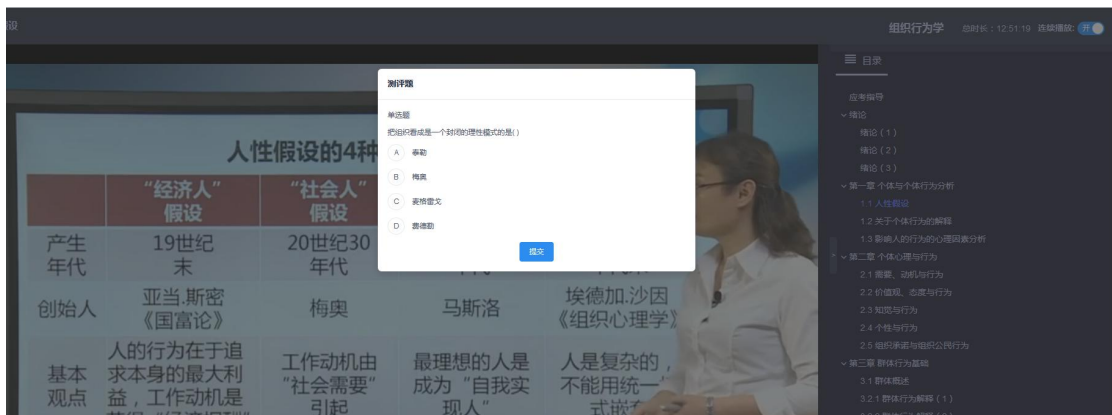 组织行为学 总时长：12:51:19 连续播放: 开
目录
应考指导
绪论
绪论（1）
绪论（2）
绪论（3）
第一章 个体与个体行为分析
1.1 人性假设
1.2 关于个体行为的解释
1.3 影响人的行为的心理因素分析
第二章 个体心理与行为
2.1 需要、动机与行为
2.2 价值观、态度与行为
2.3 知觉与行为
2.4 个性与行为
2.5 组织承诺与组织公民行为
第三章 群体行为基础
3.1 群体概述
3.2.1 群体行为解释（1）
测评题
单选题
把组织看成是一个封闭的理性模式的是( )
A 泰勒
B 梅奥
C 麦格雷戈
D 费德勒
提交
人性假设的4种
“经济人” “社会人”
假设 假设
产生 19世纪 20世纪30
年代 末 年代
创始人 亚当.斯密 梅奥 马斯洛 埃德加.沙因
《国富论》 《组织心理学》
人的行为在于追
基本 求本身的最大利 工作动机由 最理想的人是 人是复杂的，
观点 益，工作动机是 “社会需要” 成为“自我实 不能用统一
引起 现人”